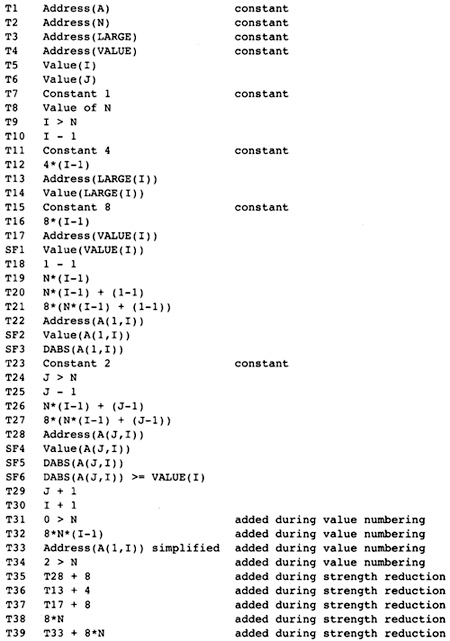 T1 Address(A) constant
T2 Address(N) constant
T3 Address(LARGE) constant
T4 Address(VALUE) constant
T5 Value(I)
T6 Value(J)
T7 Constant 1 constant
T8 Value of N
T9 I > N
T10 I - 1
T11 Constant 4 constant
T12 4*(I-1)
T13 Address(LARGE(I))
T14 Value(LARGE(I))
T15 Constant 8 constant
T16 8*(I-1)
T17 Address(VALUE(I))
SF1 Value(VALUE(I))
T18 1 - 1
T19 N*(I-1)
T20 N*(I-1) + (1-1)
T21 8*(N*(I-1) + (1-1))
T22 Address(A(1,I))
SF2 Value(A(1,I))
SF3 DABS(A(1,I))
T23 Constant 2 constant
T24 J > N
T25 J - 1
T26 N*(I-1) + (J-1)
T27 8*(N*(I-1) + (J-1))
T28 Address(A(J,I))
SF4 Value(A(J,I))
SF5 DABS(A(J,I))
SF6 DABS(A(J,I)) >= VALUE(I)
T29 J + 1
T30 I + 1
T31 0 > N added during value numbering
T32 8*N*(I-1) added during value numbering
T33 Address(A(1,I)) simplified added during value numbering
T34 2 > N added during value numbering
T35 T28 + 8 added during strength reduction
T36 T13 + 4 added during strength reduction
T37 T17 + 8 added during strength reduction
T38 8*N added during strength reduction
T39 T33 + 8*N added during strength reduction